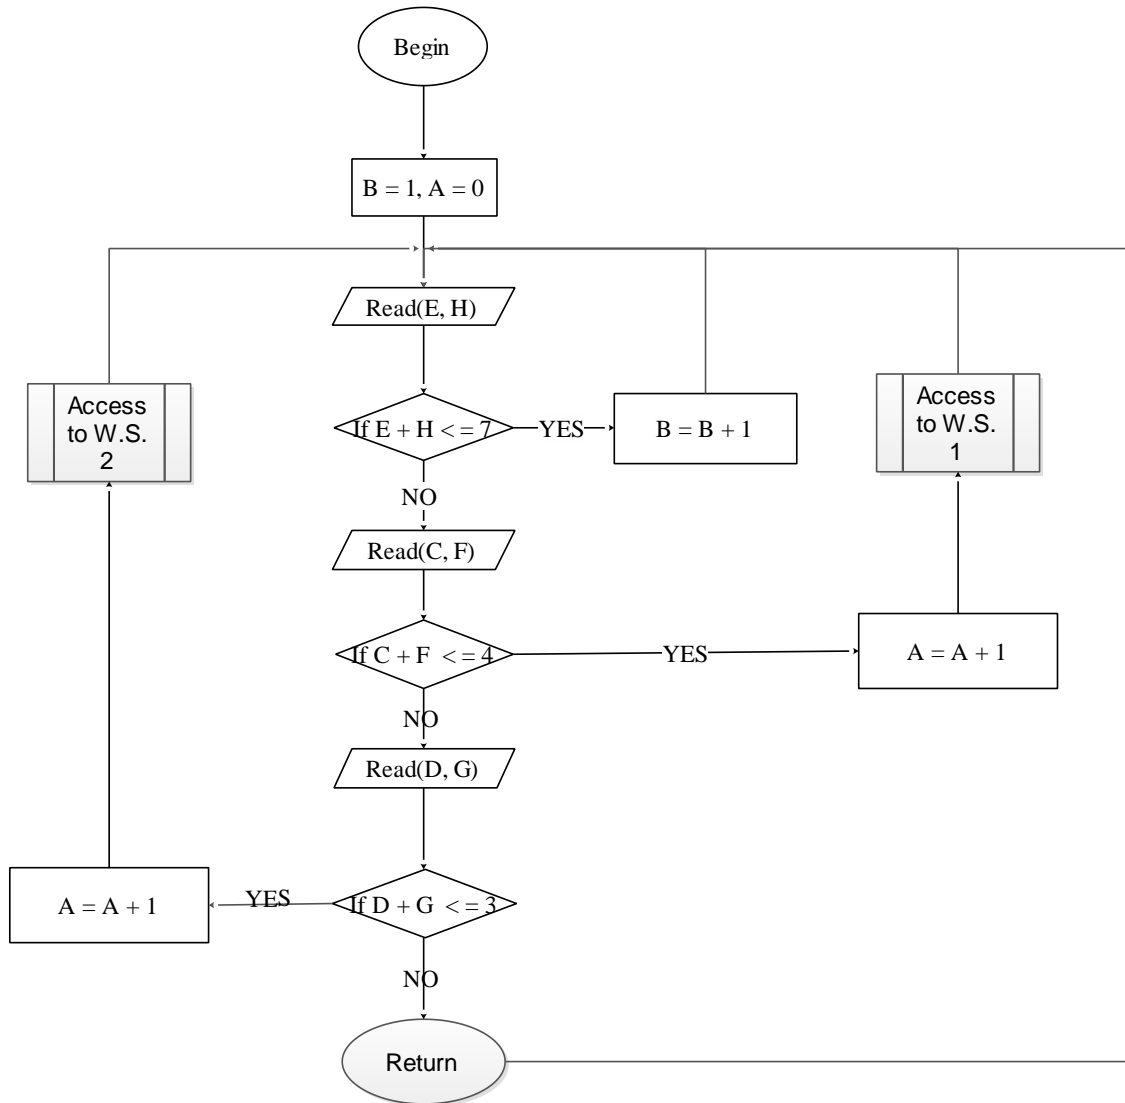 Begin
B = 1, A = 0
Read(E, H)
Access
to W.S.
2
Access
to W.S.
1
If E + H < = 7
YES
B = B + 1
NO
Read(C, F)
If C + F < = 4
YES
A = A + 1
NO
Read(D, G)
A = A + 1
YES
If D + G < = 3
NO
Return